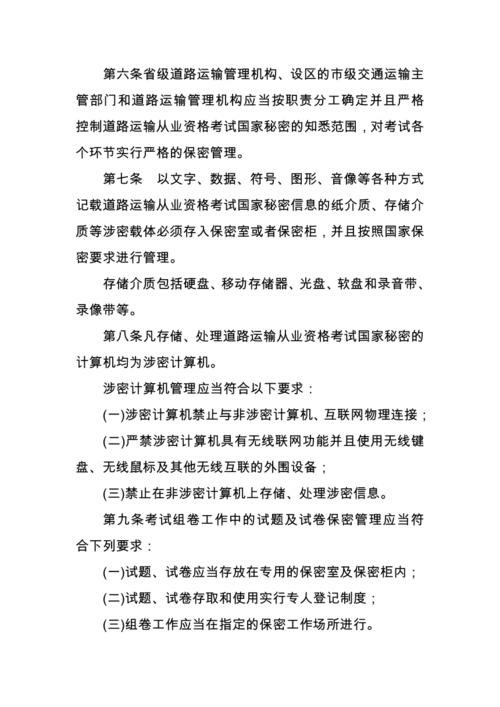 第六条省级道路运输管理机构、设区的市级交通运输主
管部门和道路运输管理机构应当按职责分工确定并且严格
控制道路运输从业资格考试国家秘密的知悉范围，对考试各
个环节实行严格的保密管理。
第七条　以文字、数据、符号、图形、音像等各种方式
记载道路运输从业资格考试国家秘密信息的纸介质、存储介
质等涉密载体必须存入保密室或者保密柜，并且按照国家保
密要求进行管理。
存储介质包括硬盘、移动存储器、光盘、软盘和录音带、
录像带等。
第八条凡存储、处理道路运输从业资格考试国家秘密的
计算机均为涉密计算机。
涉密计算机管理应当符合以下要求：
(一)涉密计算机禁止与非涉密计算机、互联网物理连接；
(二)严禁涉密计算机具有无线联网功能并且使用无线键
盘、无线鼠标及其他无线互联的外围设备；
(三)禁止在非涉密计算机上存储、处理涉密信息。
第九条考试组卷工作中的试题及试卷保密管理应当符
合下列要求：
(一)试题、试卷应当存放在专用的保密室及保密柜内；
(二)试题、试卷存取和使用实行专人登记制度；
(三)组卷工作应当在指定的保密工作场所进行。